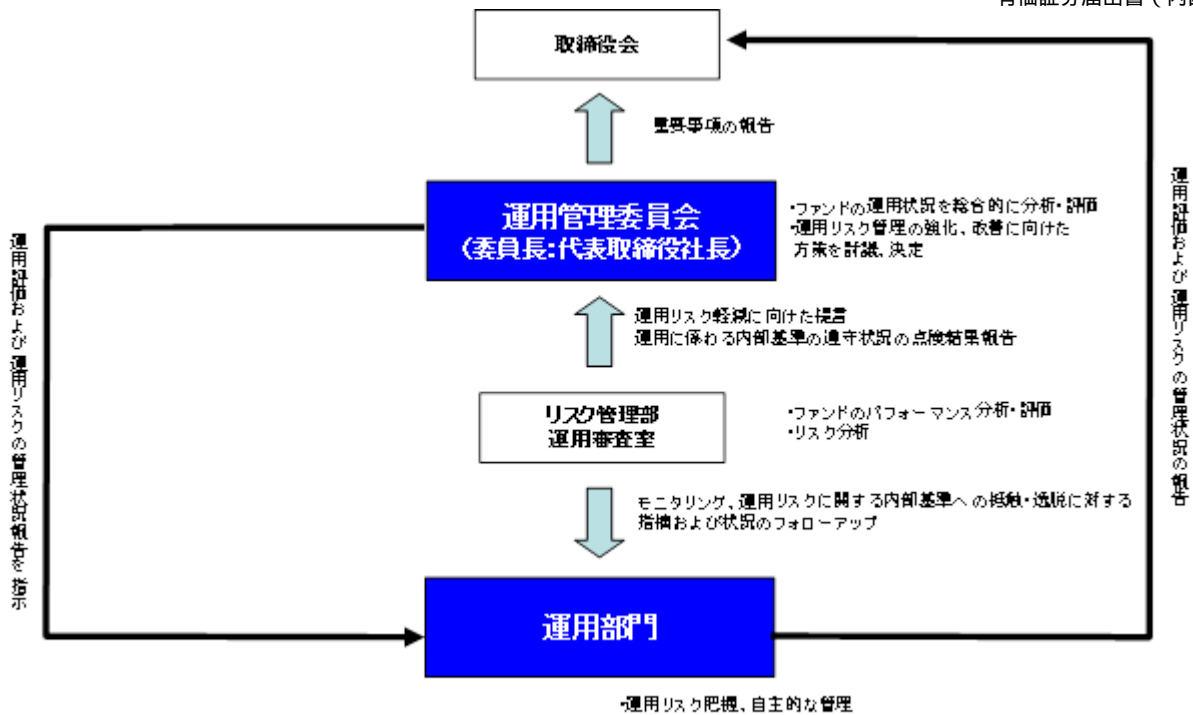 取締役会
重要事項の報告
運用管理委員会
(委員長:代表取締役社長)
・ファンドの運用状況を総合的に分析・評価
・運用リスク管理の強化、改善に向けた
方策を討議、決定
運用リスク軽減に向けた提言
運用に係わる内部基準の遵守状況の点検結果報告
リスク管理部
運用審査室
・ファンドのパフォーマンス分析・評価
・リスク分析
モニタリング、運用リスクに関する内部基準への抵触・逸脱に対する
指摘および状況のフォローアップ
運用部門
・運用リスク把握、自主的な管理
運用評価および運用リスクの管理状況報告を指示
運用評価および運用リスクの管理状況の報告